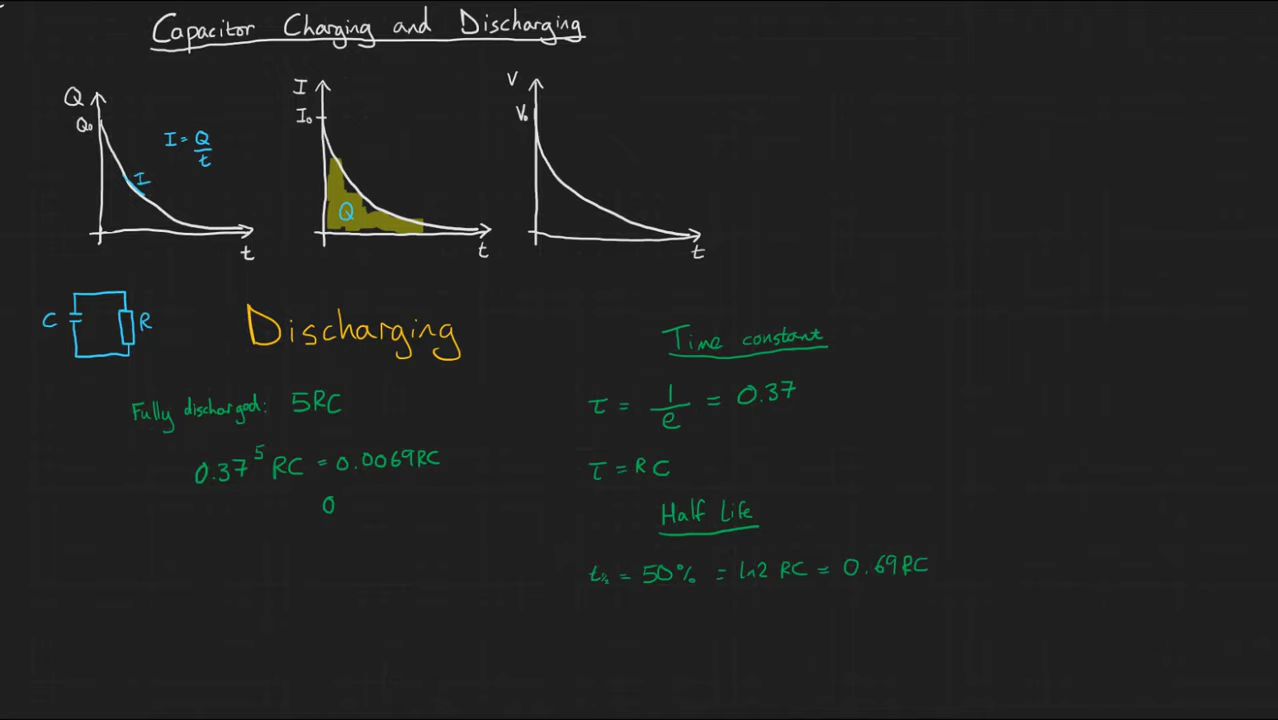 Capacitor Charging and Discharging
Q
Q₀
I
I = Q/t
t
I
I₀
Q
t
V
V₀
t
C
R
Discharging
Fully discharged: 5RC
0.37⁵ RC = 0.0069RC
0
Time constant
τ = 1/e = 0.37
τ = RC
Half Life
t½ = 50% = ln2 RC = 0.69RC